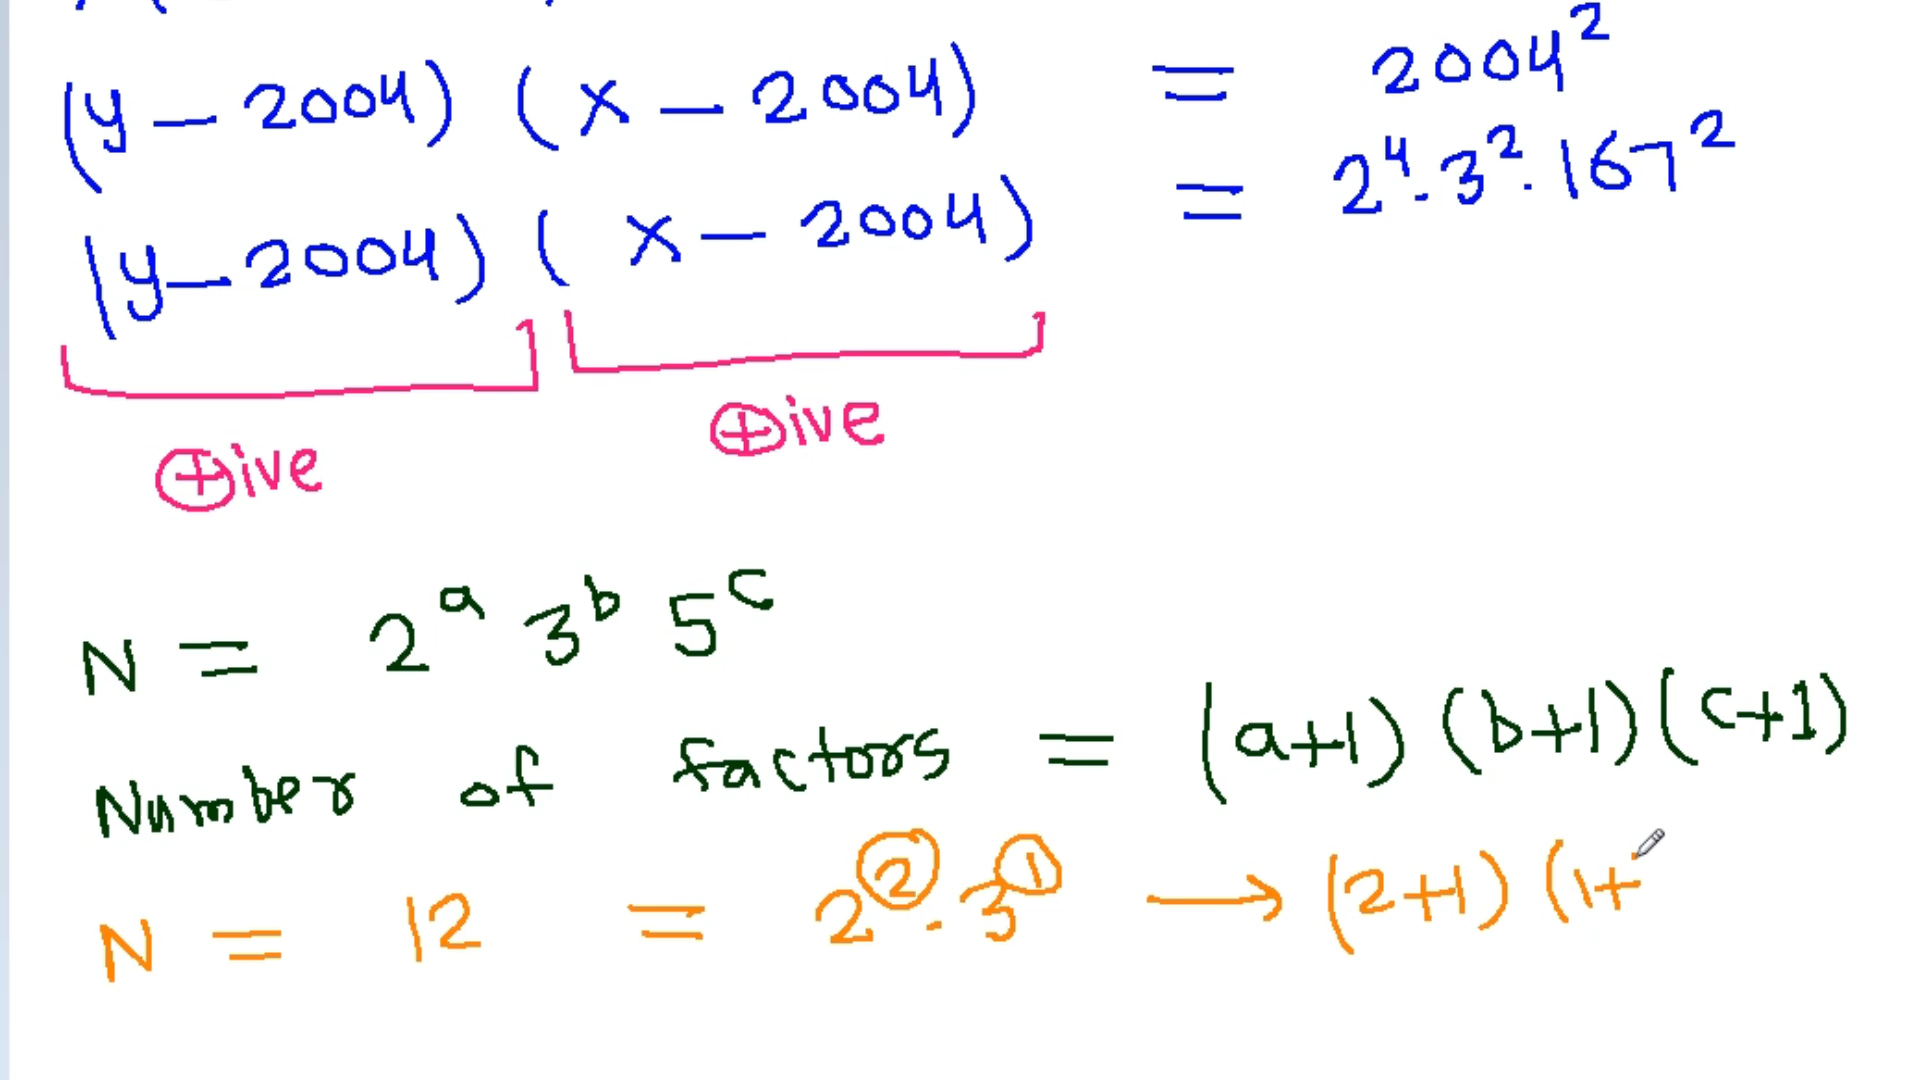 (y - 2004) (x - 2004) = 2004²
(y - 2004) (x - 2004) = 2⁴·3²·167²
⊕ive ⊕ive
N = 2ᵃ 3ᵇ 5ᶜ
Number of factors = (a+1) (b+1) (c+1)
N = 12 = 2²·3¹ → (2+1) (1+